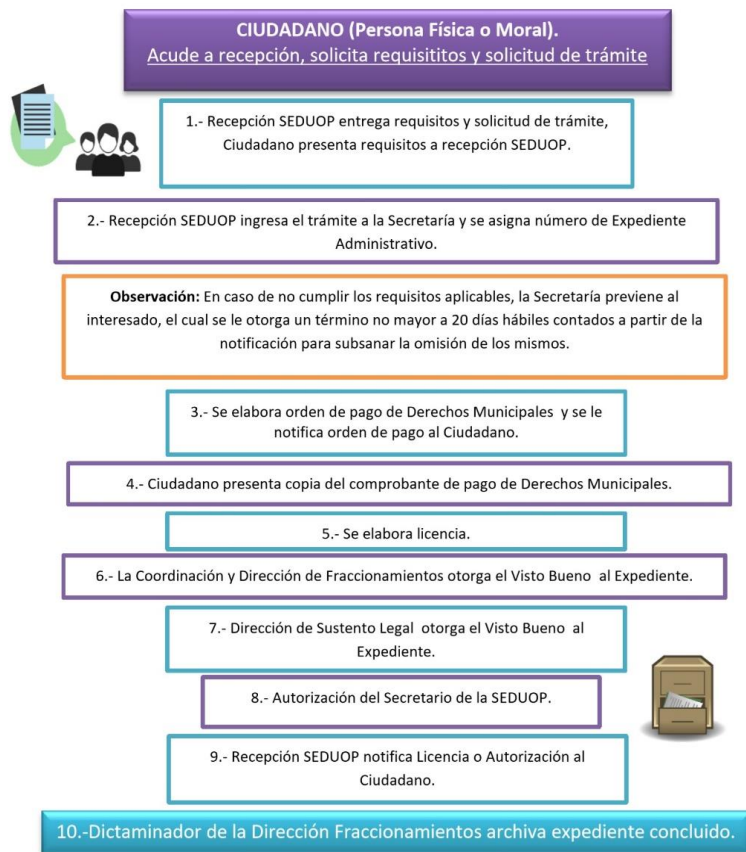 CIUDADANO (Persona Física o Moral).
Acude a recepción, solicita requisititos y solicitud de trámite
1.- Recepción SEDUOP entrega requisitos y solicitud de trámite,
Ciudadano presenta requisitos a recepción SEDUOP.
2.- Recepción SEDUOP ingresa el trámite a la Secretaría y se asigna número de Expediente
Administrativo.
Observación: En caso de no cumplir los requisitos aplicables, la Secretaría previene al
interesado, el cual se le otorga un término no mayor a 20 días hábiles contados a partir de la
notificación para subsanar la omisión de los mismos.
3.- Se elabora orden de pago de Derechos Municipales y se le
notifica orden de pago al Ciudadano.
4.- Ciudadano presenta copia del comprobante de pago de Derechos Municipales.
5.- Se elabora licencia.
6.- La Coordinación y Dirección de Fraccionamientos otorga el Visto Bueno al Expediente.
7.- Dirección de Sustento Legal otorga el Visto Bueno al
Expediente.
8.- Autorización del Secretario de la SEDUOP.
9.- Recepción SEDUOP notifica Licencia o Autorización al
Ciudadano.
10.-Dictaminador de la Dirección Fraccionamientos archiva expediente concluido.